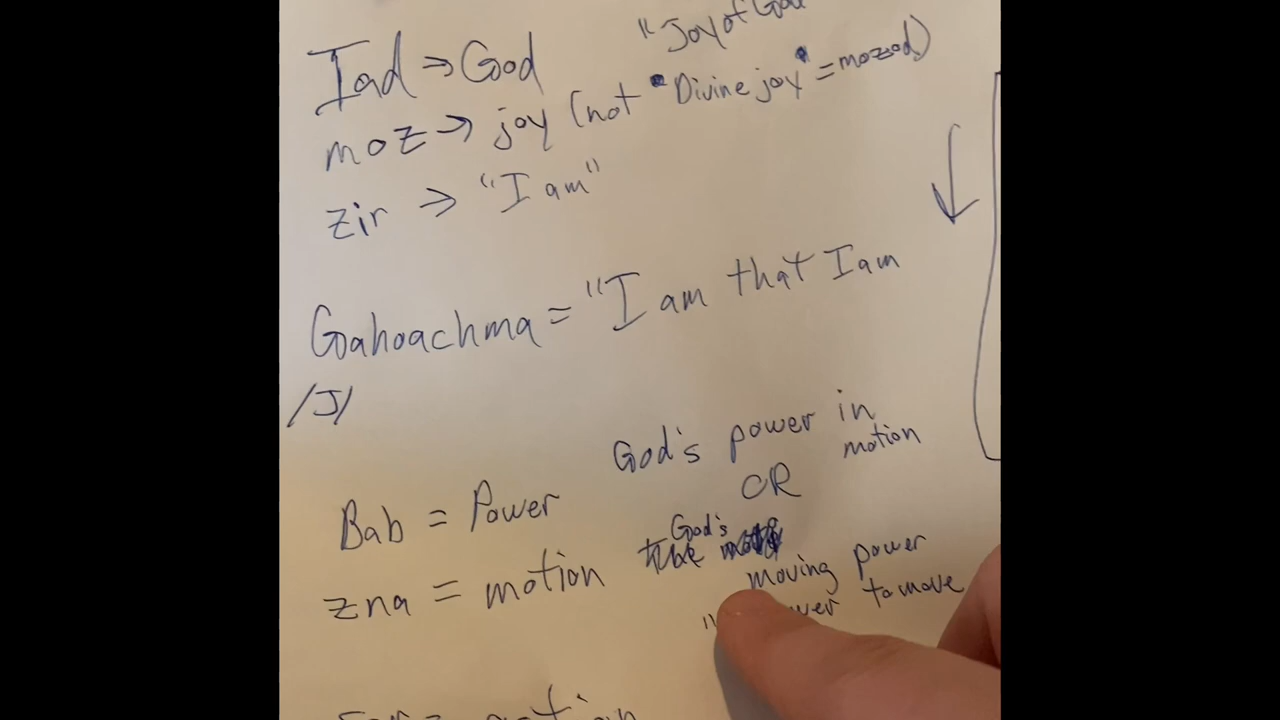 "Joy of God
Iad → God
moz → joy (not "Divine joy" = mozod)
zir → "I am"
Gahoachma = "I am that I am
/J/
God's power in
motion
OR
Bab = Power
God's
moving power
zna = motion
to move